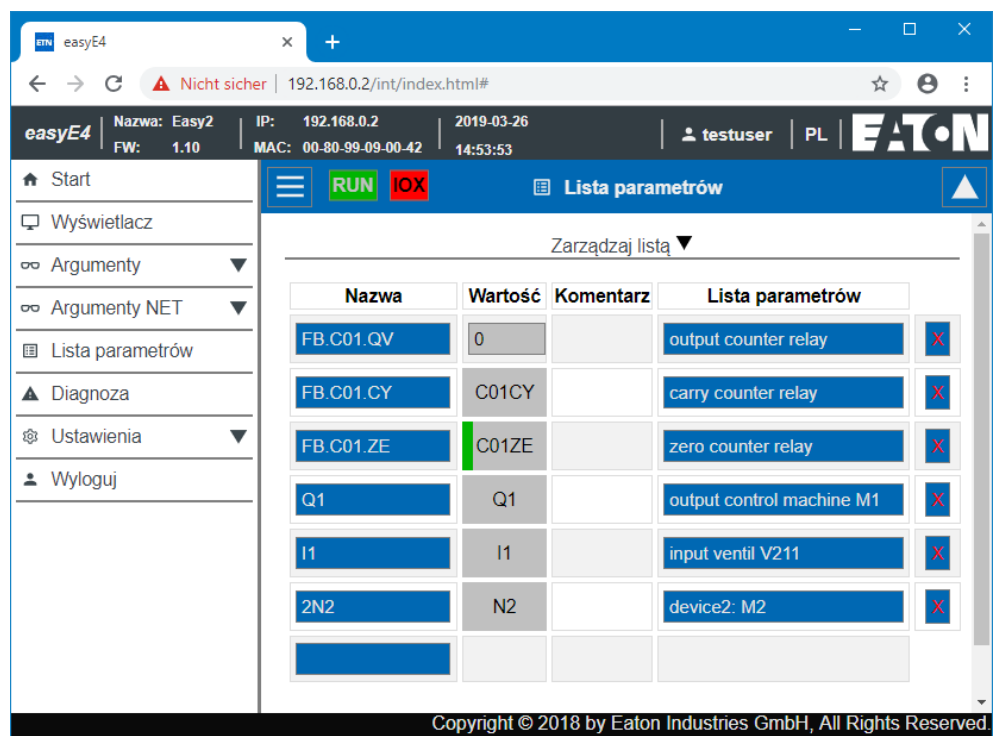 ETN easyE4
Nicht sicher | 192.168.0.2/int/index.html#
easyE4 Nazwa: Easy2 IP: 192.168.0.2 2019-03-26 testuser PL EATON
FW: 1.10 MAC: 00-80-99-09-00-42 14:53:53
Start
Wyświetlacz
Argumenty
Argumenty NET
Lista parametrów
Diagnoza
Ustawienia
Wyloguj
RUN IOX Lista parametrów
Zarządzaj listą
Nazwa Wartość Komentarz Lista parametrów
FB.C01.QV 0 output counter relay X
FB.C01.CY C01CY carry counter relay X
FB.C01.ZE C01ZE zero counter relay X
Q1 Q1 output control machine M1 X
I1 I1 input ventil V211 X
2N2 N2 device2: M2 X
Copyright © 2018 by Eaton Industries GmbH, All Rights Reserved.